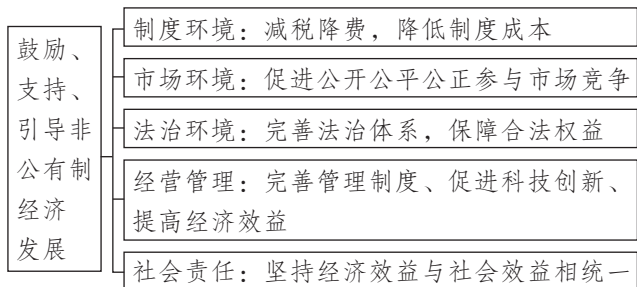 鼓励、
支持、
引导非
公有制
经济
发展
制度环境：减税降费，降低制度成本
市场环境：促进公开公平公正参与市场竞争
法治环境：完善法治体系，保障合法权益
经营管理：完善管理制度、促进科技创新、
提高经济效益
社会责任：坚持经济效益与社会效益相统一